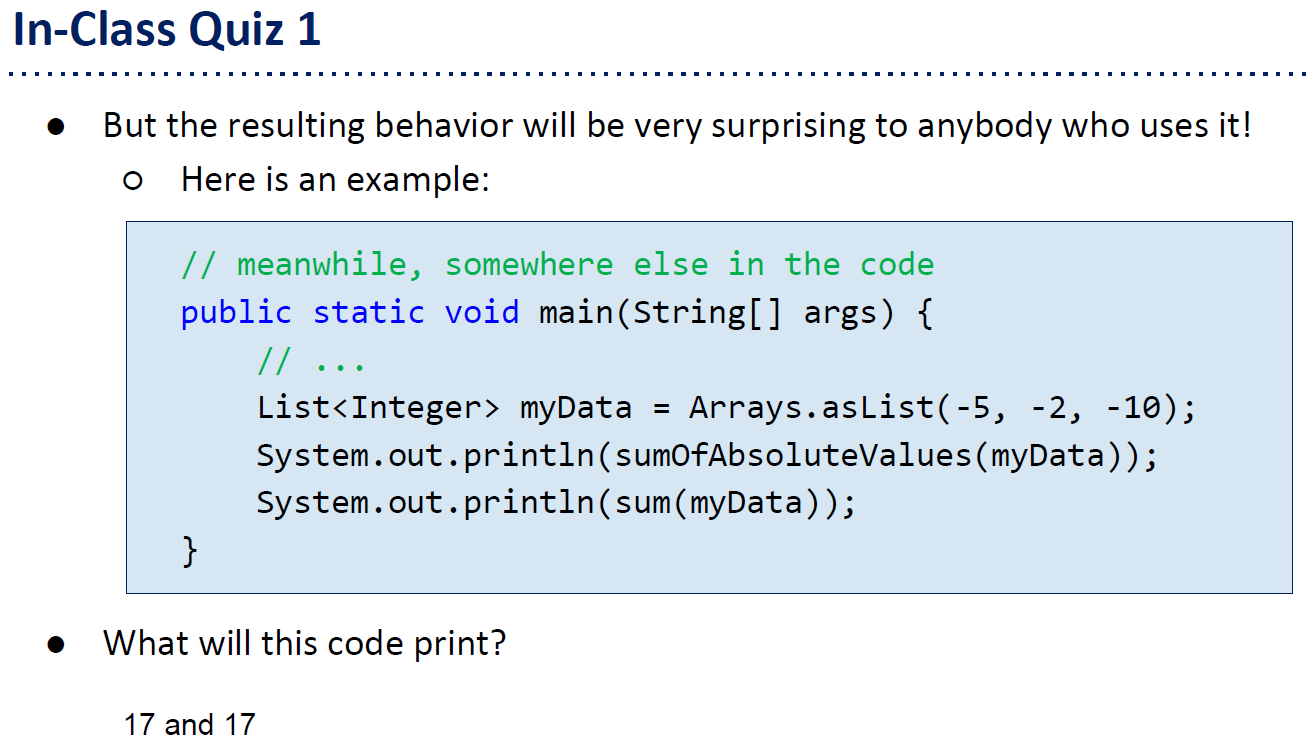 In-Class Quiz 1
● But the resulting behavior will be very surprising to anybody who uses it!
○ Here is an example:
// meanwhile, somewhere else in the code
public static void main(String[] args) {
// ...
List<Integer> myData = Arrays.asList(-5, -2, -10);
System.out.println(sumOfAbsoluteValues(myData));
System.out.println(sum(myData));
}
● What will this code print?
17 and 17